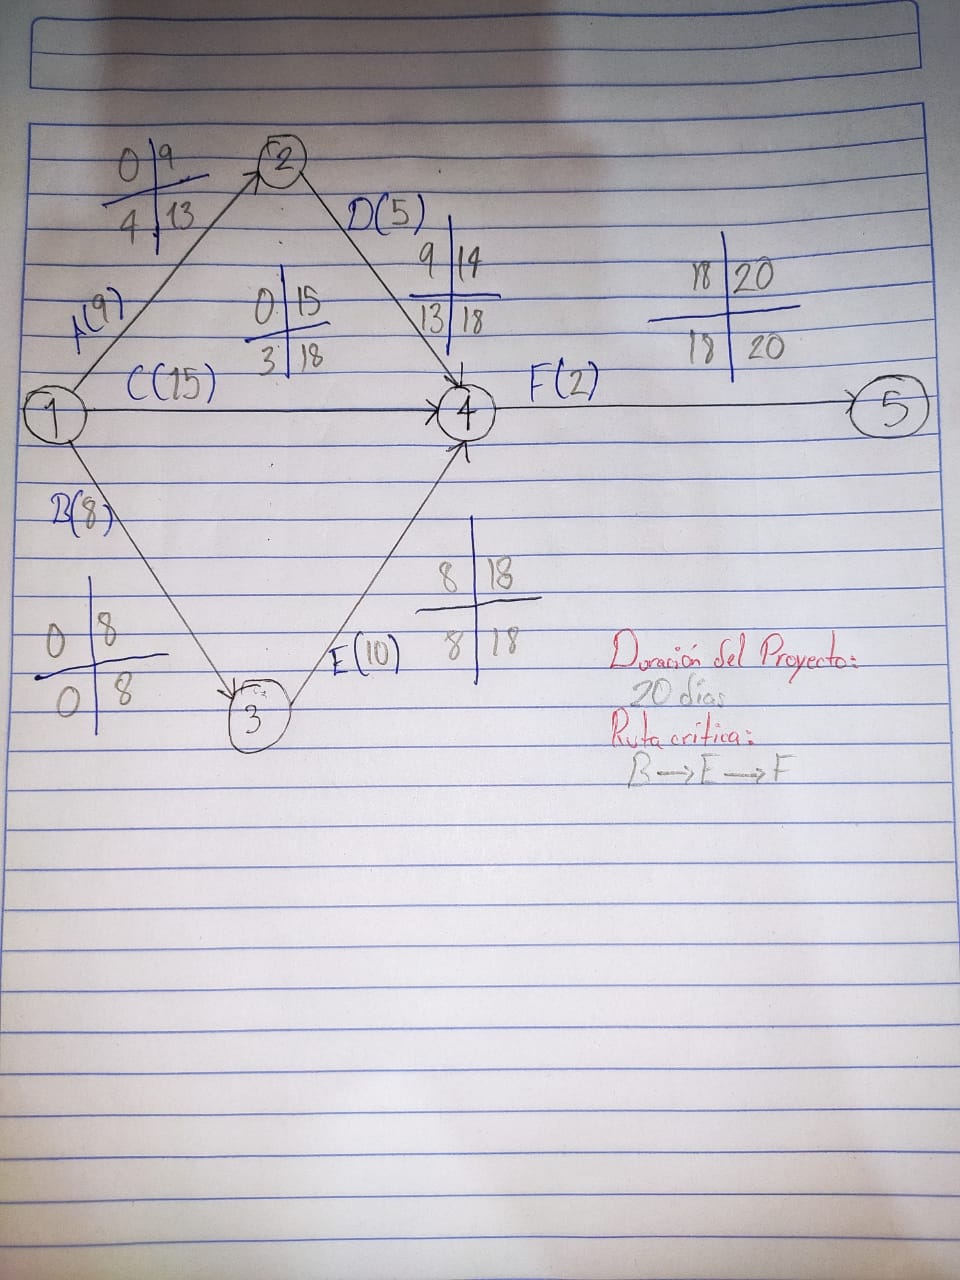 0 9
4 13
2
D(5)
9 14
13 18
A(9)
0 15
3 18
18 20
18 20
C(15)
F(2)
1
4
5
B(8)
8 18
8 18
0 8
0 8
E(10)
3
Duración del Proyecto:
20 días
Ruta crítica:
B→E→F